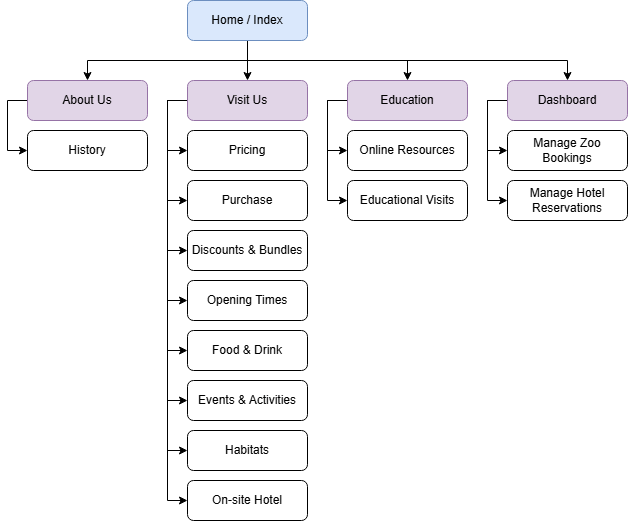 Home / Index
About Us
Visit Us
Education
Dashboard
History
Pricing
Online Resources
Manage Zoo
Bookings
Purchase
Educational Visits
Manage Hotel
Reservations
Discounts & Bundles
Opening Times
Food & Drink
Events & Activities
Habitats
On-site Hotel